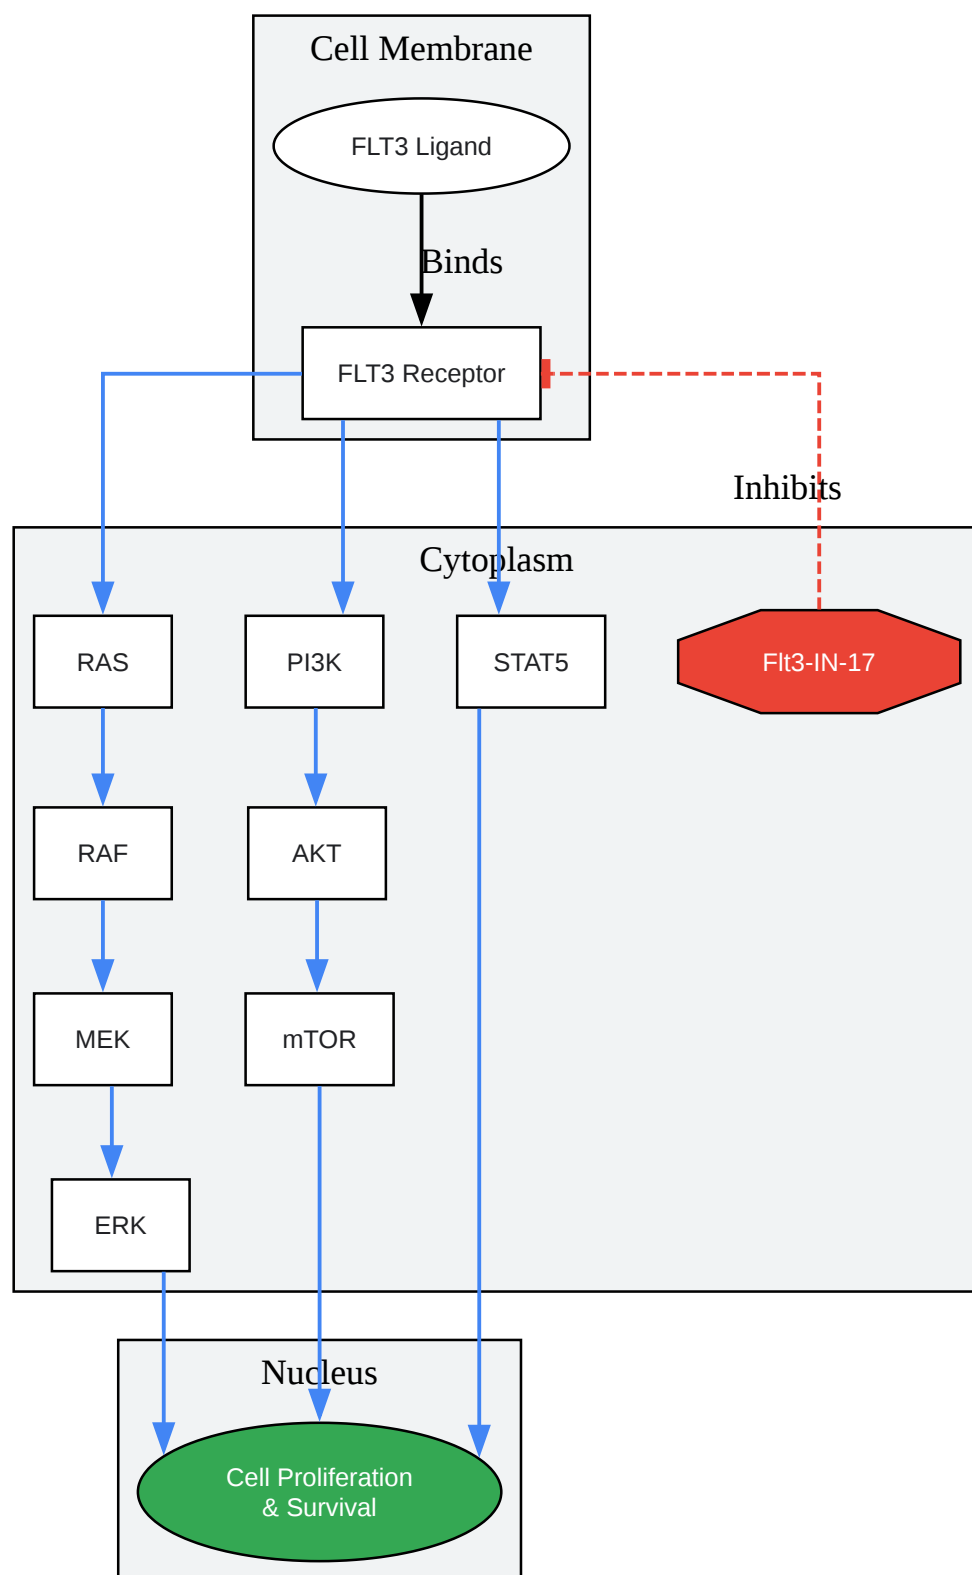 Cell Membrane
FLT3 Ligand
Binds
FLT3 Receptor
Inhibits
Cytoplasm
RAS
PI3K
STAT5
Flt3-IN-17
RAF
AKT
MEK
mTOR
ERK
Nucleus
Cell Proliferation
& Survival